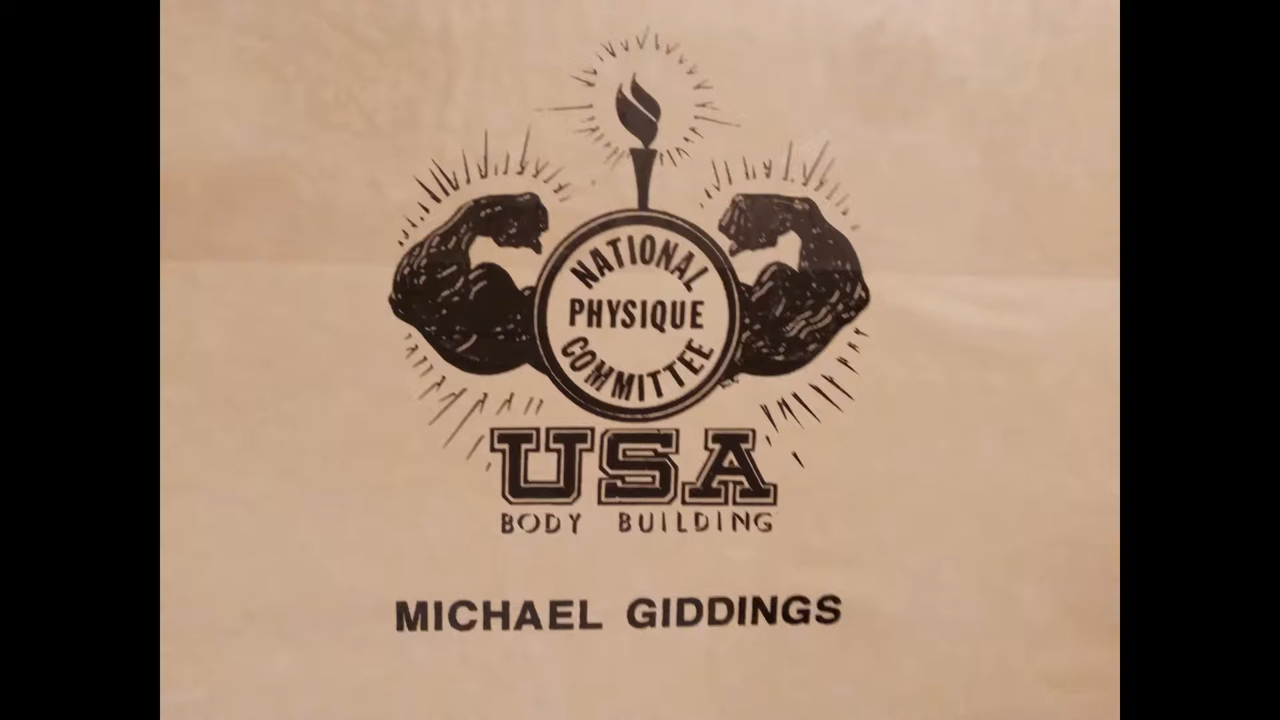 NATIONAL
PHYSIQUE
COMMITTEE
USA
BODY BUILDING
MICHAEL GIDDINGS